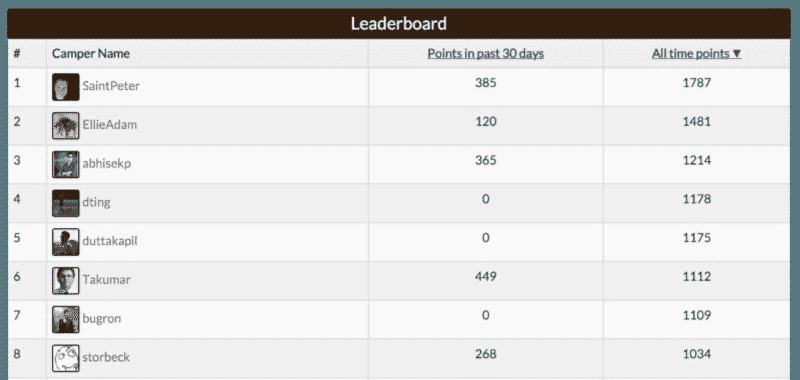 Leaderboard
# Camper Name Points in past 30 days All time points ▼
1 SaintPeter 385 1787
2 EllieAdam 120 1481
3 abhisekp 365 1214
4 dting 0 1178
5 duttakapil 0 1175
6 Takumar 449 1112
7 bugron 0 1109
8 storbeck 268 1034